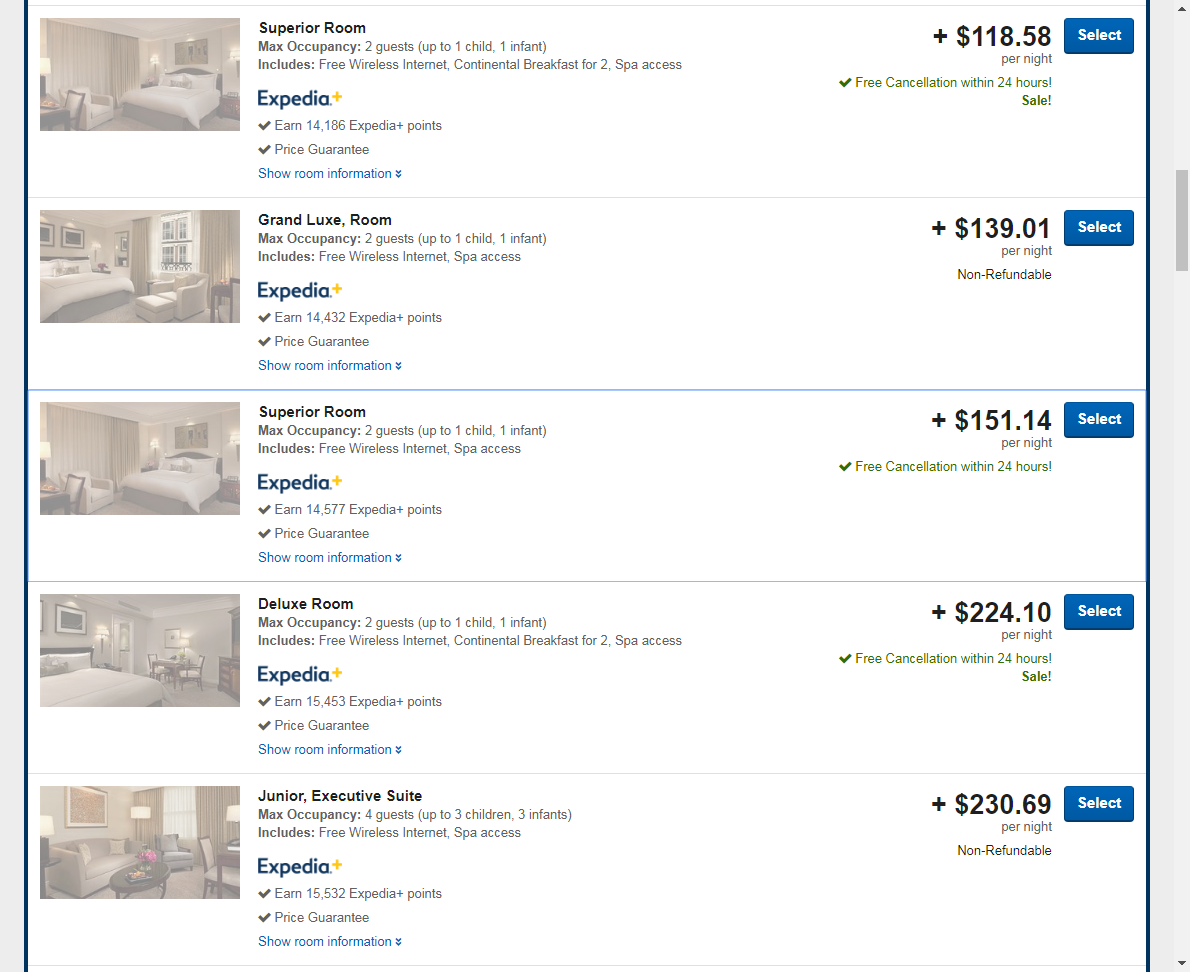 Superior Room
Max Occupancy: 2 guests (up to 1 child, 1 infant)
Includes: Free Wireless Internet, Continental Breakfast for 2, Spa access
Expedia+
Earn 14,186 Expedia+ points
Price Guarantee
Show room information
+ $118.58
per night
Free Cancellation within 24 hours!
Sale!
Select
Grand Luxe, Room
Max Occupancy: 2 guests (up to 1 child, 1 infant)
Includes: Free Wireless Internet, Spa access
Expedia+
Earn 14,432 Expedia+ points
Price Guarantee
Show room information
+ $139.01
per night
Non-Refundable
Select
Superior Room
Max Occupancy: 2 guests (up to 1 child, 1 infant)
Includes: Free Wireless Internet, Spa access
Expedia+
Earn 14,577 Expedia+ points
Price Guarantee
Show room information
+ $151.14
per night
Free Cancellation within 24 hours!
Select
Deluxe Room
Max Occupancy: 2 guests (up to 1 child, 1 infant)
Includes: Free Wireless Internet, Continental Breakfast for 2, Spa access
Expedia+
Earn 15,453 Expedia+ points
Price Guarantee
Show room information
+ $224.10
per night
Free Cancellation within 24 hours!
Sale!
Select
Junior, Executive Suite
Max Occupancy: 4 guests (up to 3 children, 3 infants)
Includes: Free Wireless Internet, Spa access
Expedia+
Earn 15,532 Expedia+ points
Price Guarantee
Show room information
+ $230.69
per night
Non-Refundable
Select